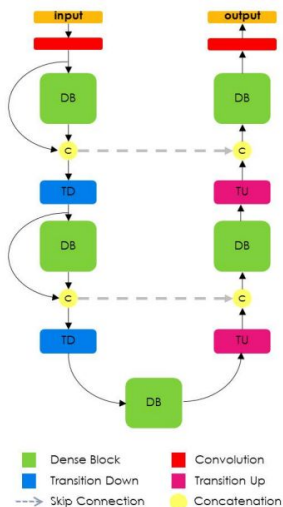 input output
DB DB
c c
TD TU
DB DB
c c
TD TU
DB
Dense Block Convolution
Transition Down Transition Up
Skip Connection Concatenation